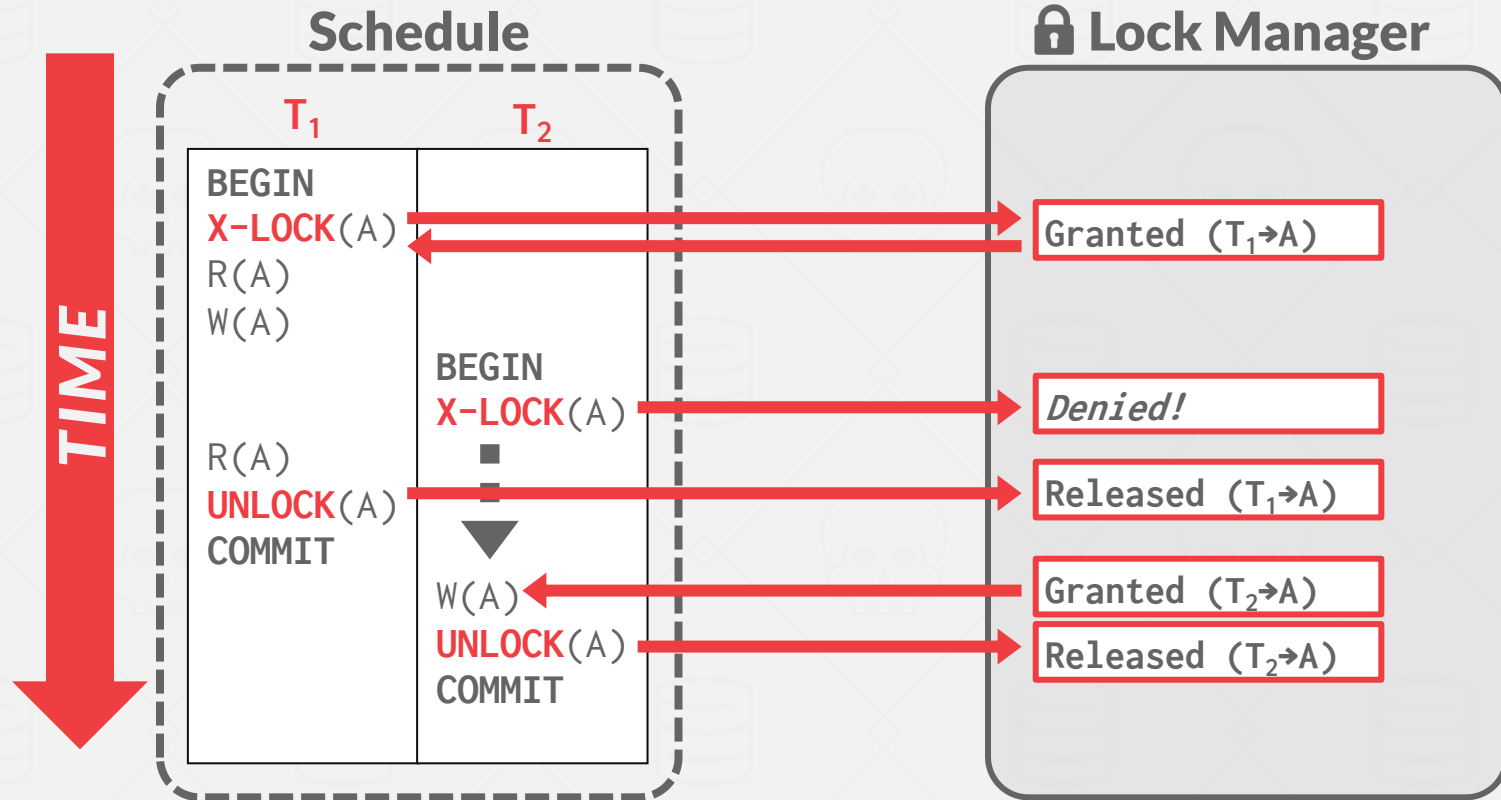 Schedule
Lock Manager
TIME
T₁
T₂
BEGIN
X-LOCK(A)
R(A)
W(A)
BEGIN
X-LOCK(A)
R(A)
UNLOCK(A)
COMMIT
W(A)
UNLOCK(A)
COMMIT
Granted (T₁→A)
Denied!
Released (T₁→A)
Granted (T₂→A)
Released (T₂→A)